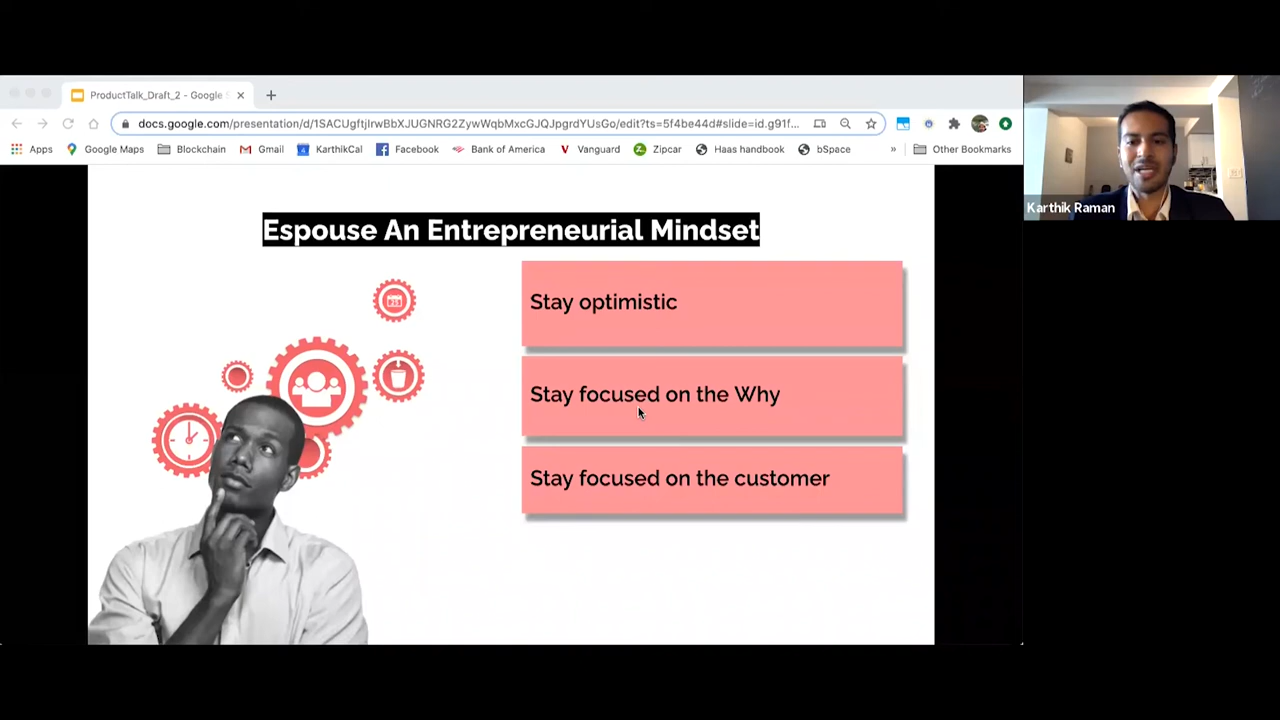 ProductTalk_Draft_2 - Google
docs.google.com/presentation/d/1SACUgftjIrwBbXJUGNRG2ZywWqbMxcGJQJpgrdYUsGo/edit?ts=5f4be44d#slide=id.g91f...
Apps Google Maps Blockchain Gmail KarthikCal Facebook Bank of America Vanguard Zipcar Haas handbook bSpace » Other Bookmarks
Karthik Raman
Espouse An Entrepreneurial Mindset
Stay optimistic
Stay focused on the Why
Stay focused on the customer